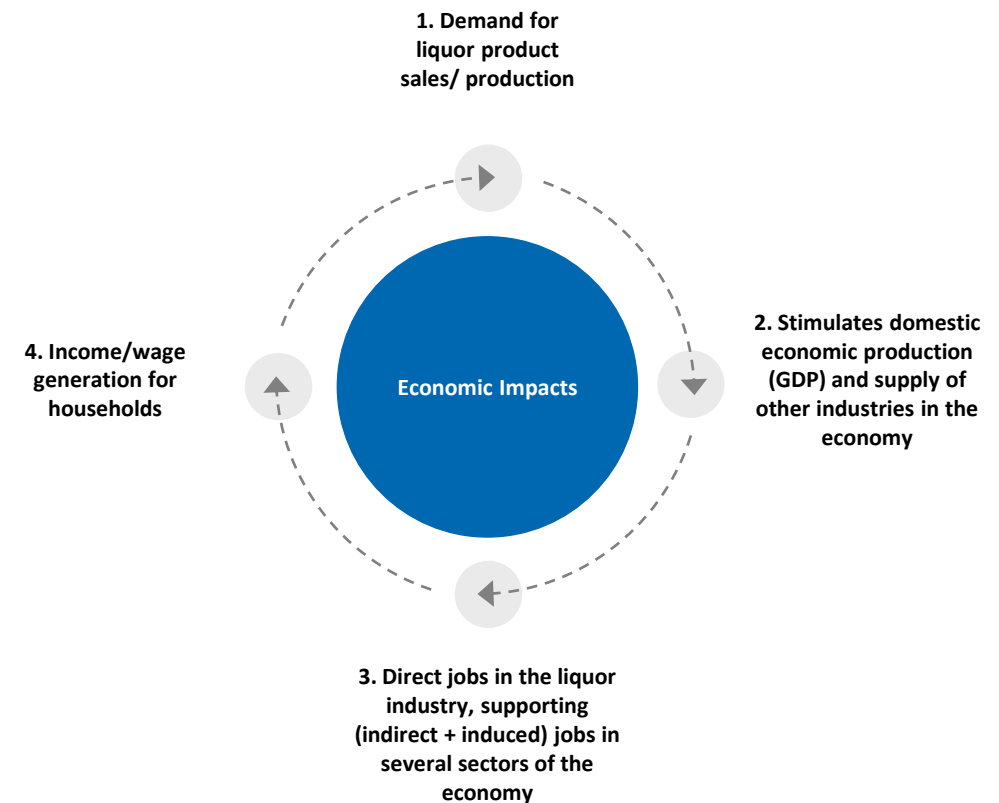 1. Demand for
liquor product
sales/ production
2. Stimulates domestic
economic production
(GDP) and supply of
other industries in the
economy
4. Income/wage
generation for
households
Economic Impacts
3. Direct jobs in the liquor
industry, supporting
(indirect + induced) jobs in
several sectors of the
economy